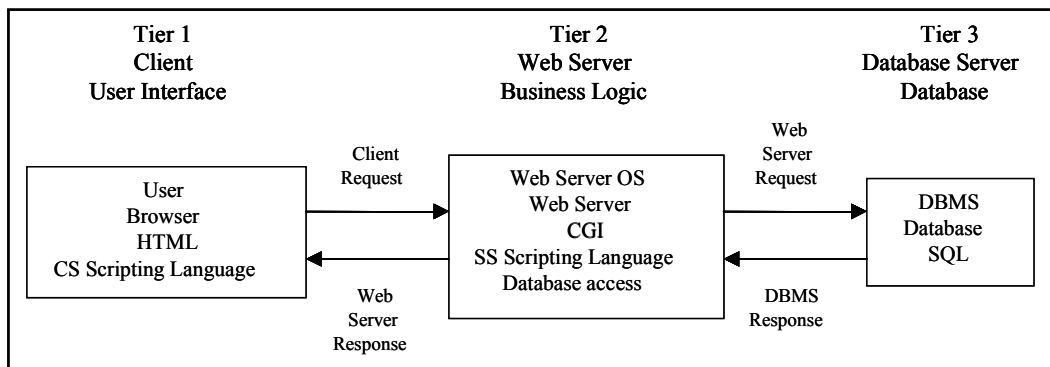 Tier 1
Client
User Interface
Tier 2
Web Server
Business Logic
Tier 3
Database Server
Database
User
Browser
HTML
CS Scripting Language
Client
Request
Web
Server
Response
Web Server OS
Web Server
CGI
SS Scripting Language
Database access
Web
Server
Request
DBMS
Response
DBMS
Database
SQL